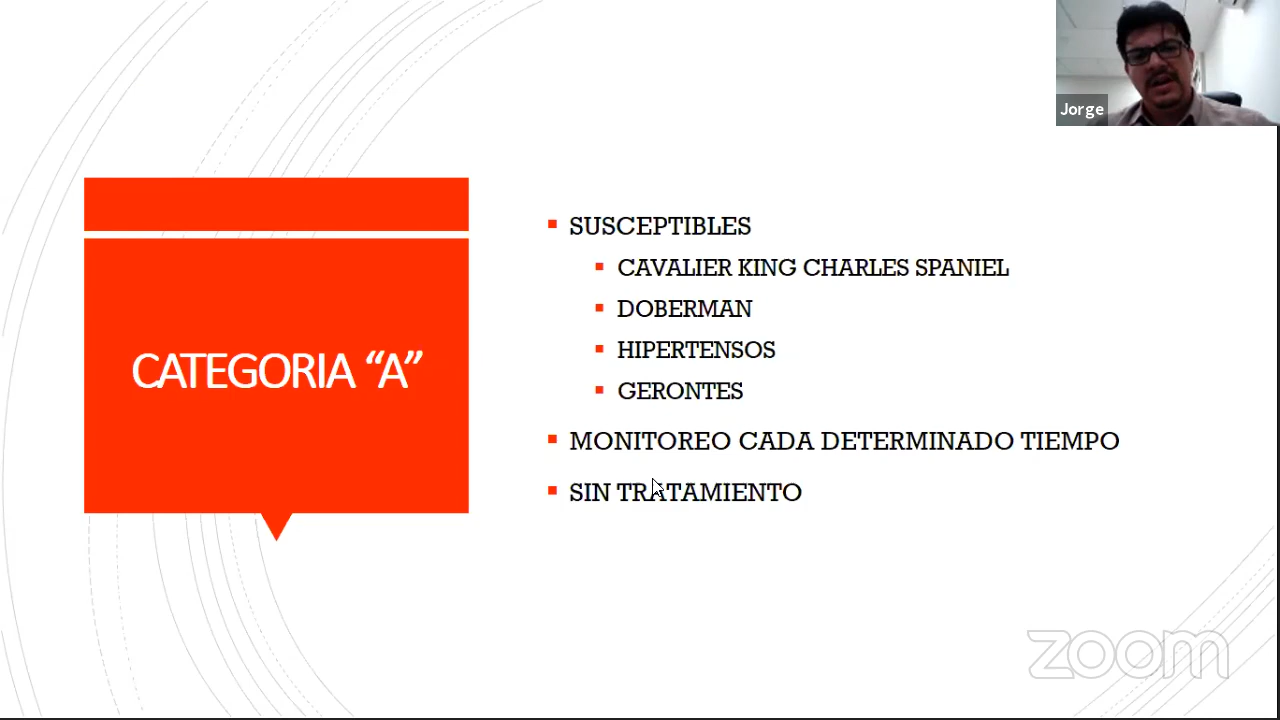 Jorge
CATEGORIA “A”
SUSCEPTIBLES
CAVALIER KING CHARLES SPANIEL
DOBERMAN
HIPERTENSOS
GERONTES
MONITOREO CADA DETERMINADO TIEMPO
SIN TRATAMIENTO
zoom